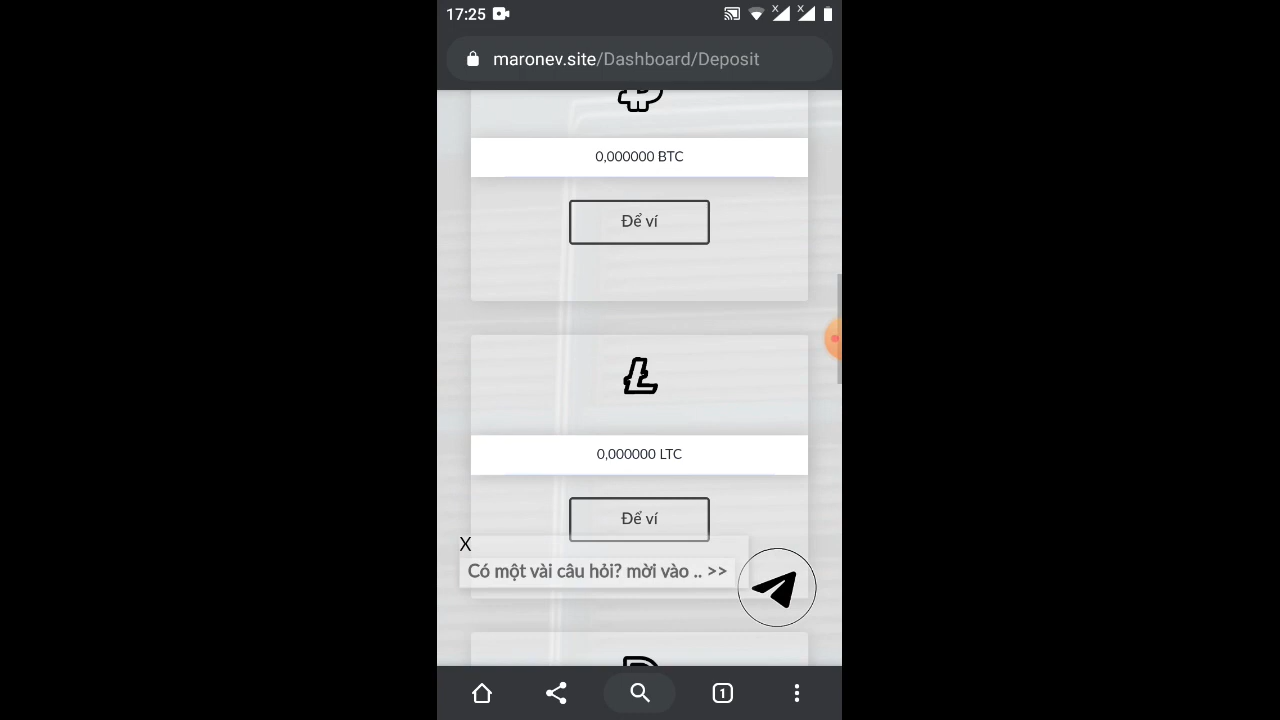 17:25
maronev.site/Dashboard/Deposit
0,000000 BTC
Để ví
0,000000 LTC
Để ví
X
Có một vài câu hỏi? mời vào .. >>
1